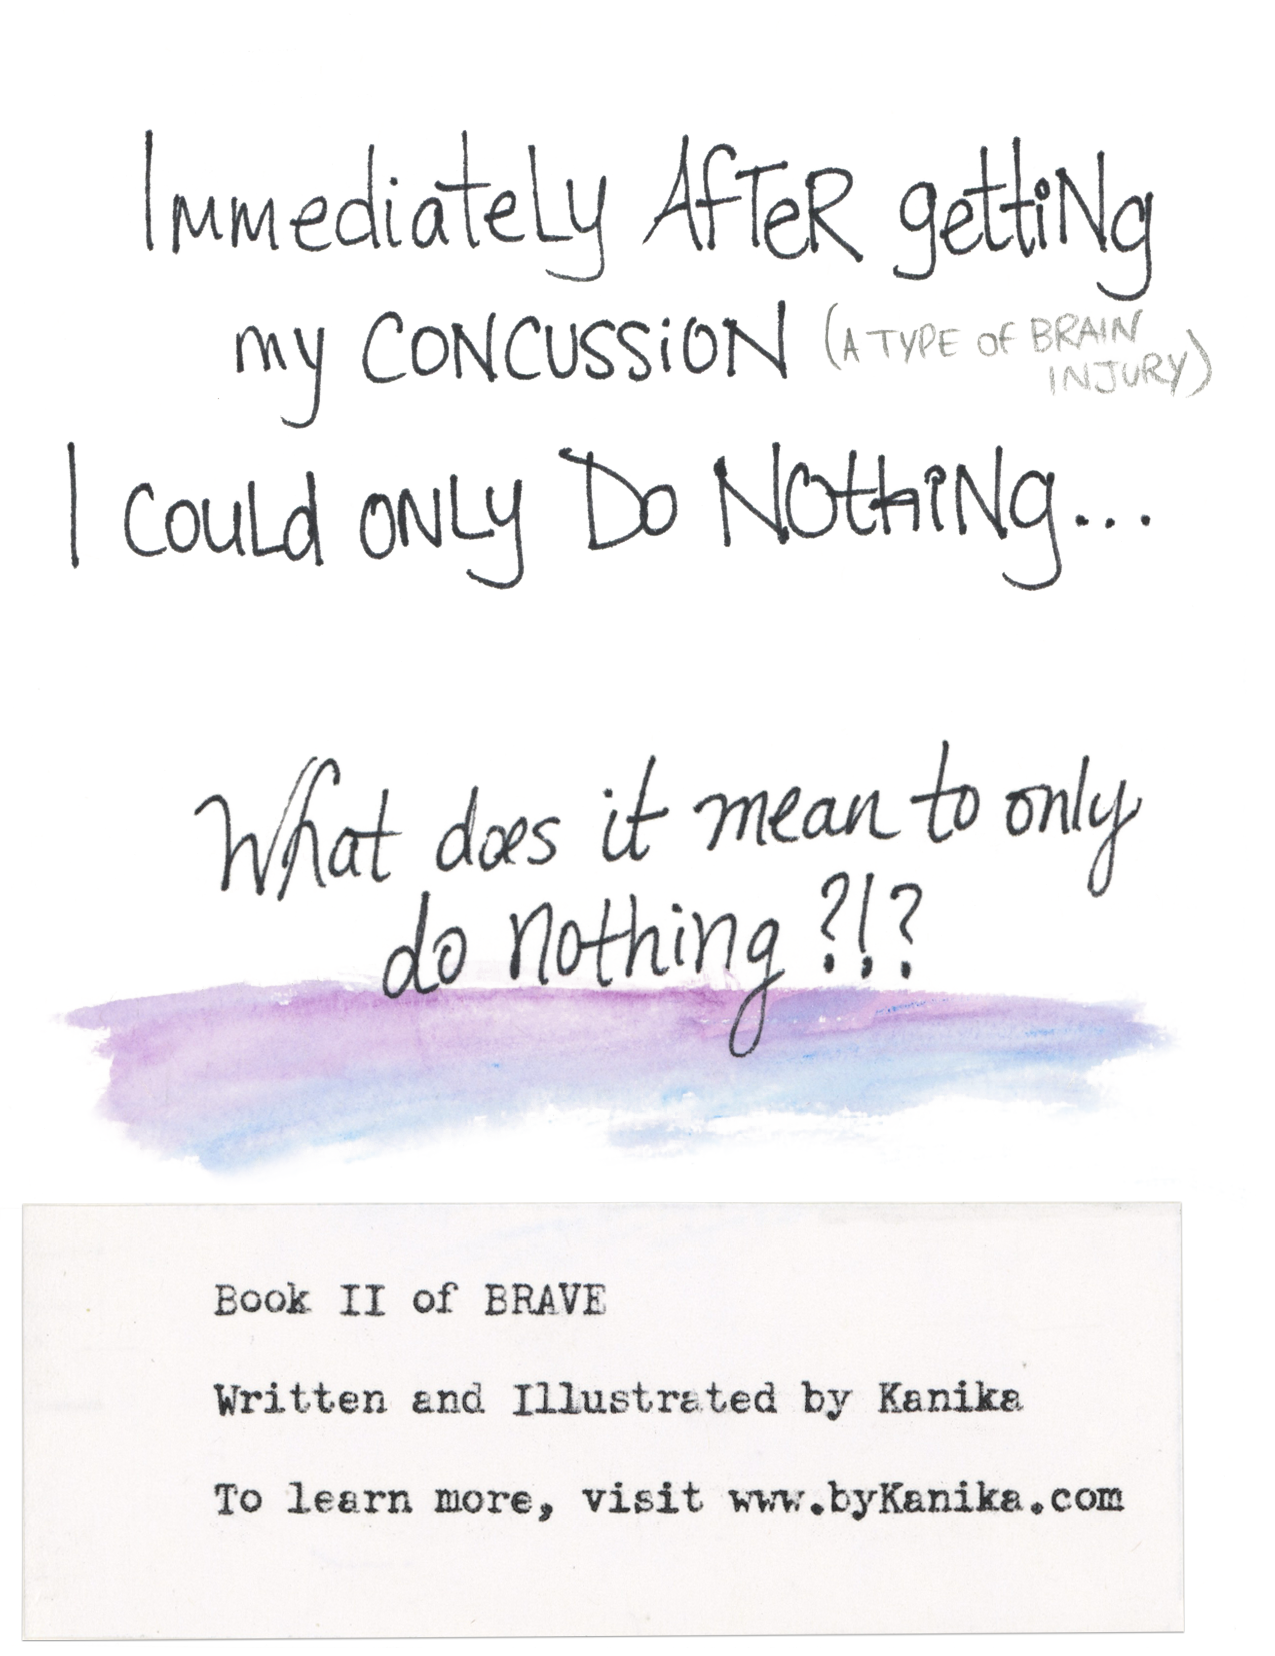 Immediately After getting
my CONCUSSION (A TYPE OF BRAIN
INJURY)
I COULD ONLY Do NOthiNg...
What does it mean to only
do nothing?!?
Book II of BRAVE
Written and Illustrated by Kanika
To learn more, visit www.byKanika.com